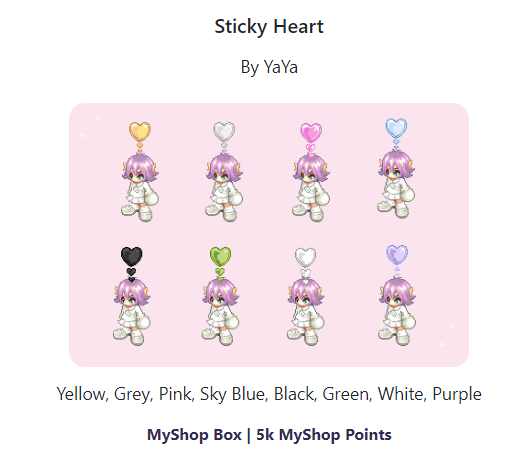 Sticky Heart
By YaYa
Yellow, Grey, Pink, Sky Blue, Black, Green, White, Purple
MyShop Box | 5k MyShop Points